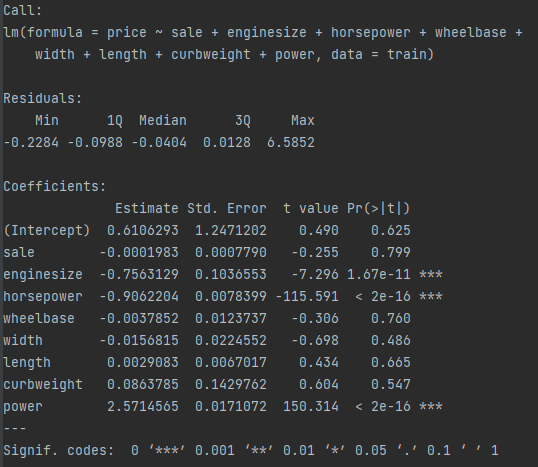 Call:
lm(formula = price ~ sale + enginesize + horsepower + wheelbase +
    width + length + curbweight + power, data = train)

Residuals:
    Min      1Q  Median      3Q     Max
-0.2284 -0.0988 -0.0404  0.0128  6.5852

Coefficients:
              Estimate Std. Error  t value Pr(>|t|)
(Intercept)  0.6106293  1.2471202    0.490    0.625
sale        -0.0001983  0.0007790   -0.255    0.799
enginesize  -0.7563129  0.1036553   -7.296 1.67e-11 ***
horsepower  -0.9062204  0.0078399 -115.591  < 2e-16 ***
wheelbase   -0.0037852  0.0123737   -0.306    0.760
width       -0.0156815  0.0224552   -0.698    0.486
length       0.0029083  0.0067017    0.434    0.665
curbweight   0.0863785  0.1429762    0.604    0.547
power        2.5714565  0.0171072  150.314  < 2e-16 ***
---
Signif. codes:  0 ‘***’ 0.001 ‘**’ 0.01 ‘*’ 0.05 ‘.’ 0.1 ‘ ’ 1